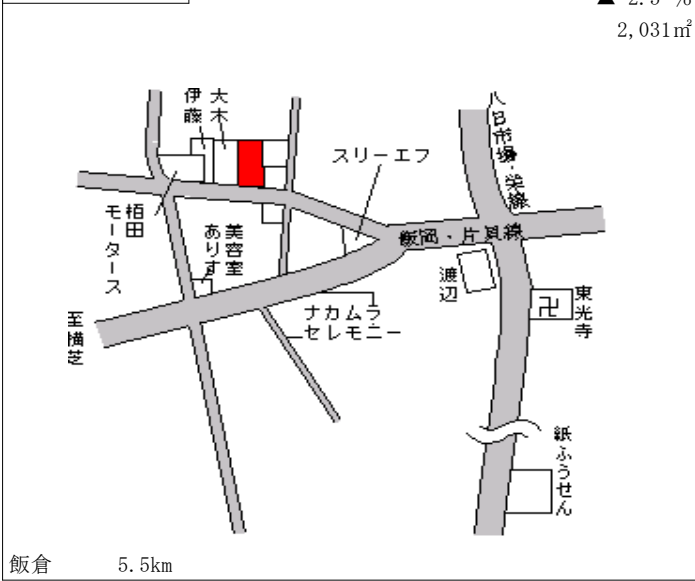 ▲ 2.5 %
2,031㎡
伊藤
大木
スリーエフ
八日市場・栄線
栢田
モータース
美容室
ありす
飯岡・片貝線
渡辺
ナカムラ
セレモニー
卍
東光寺
至横芝
紙ふうせん
飯倉 5.5km